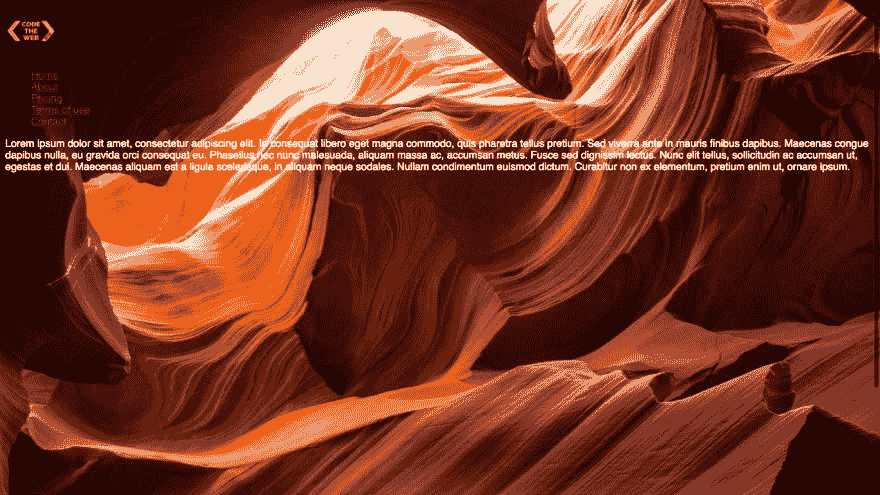 CODE
THE
WEB
Home
About
Pricing
Terms of use
Contact
Lorem ipsum dolor sit amet, consectetur adipiscing elit. In consequat libero eget magna commodo, quis pharetra tellus pretium. Sed viverra ante in mauris finibus dapibus. Maecenas congue
dapibus nulla, eu gravida orci consequat eu. Phasellus nec nunc malesuada, aliquam massa ac, accumsan metus. Fusce sed dignissim lectus. Nunc elit tellus, sollicitudin ac accumsan ut,
egestas et dui. Maecenas aliquam est a ligula scelerisque, in aliquam neque sodales. Nullam condimentum euismod dictum. Curabitur non ex elementum, pretium enim ut, ornare ipsum.